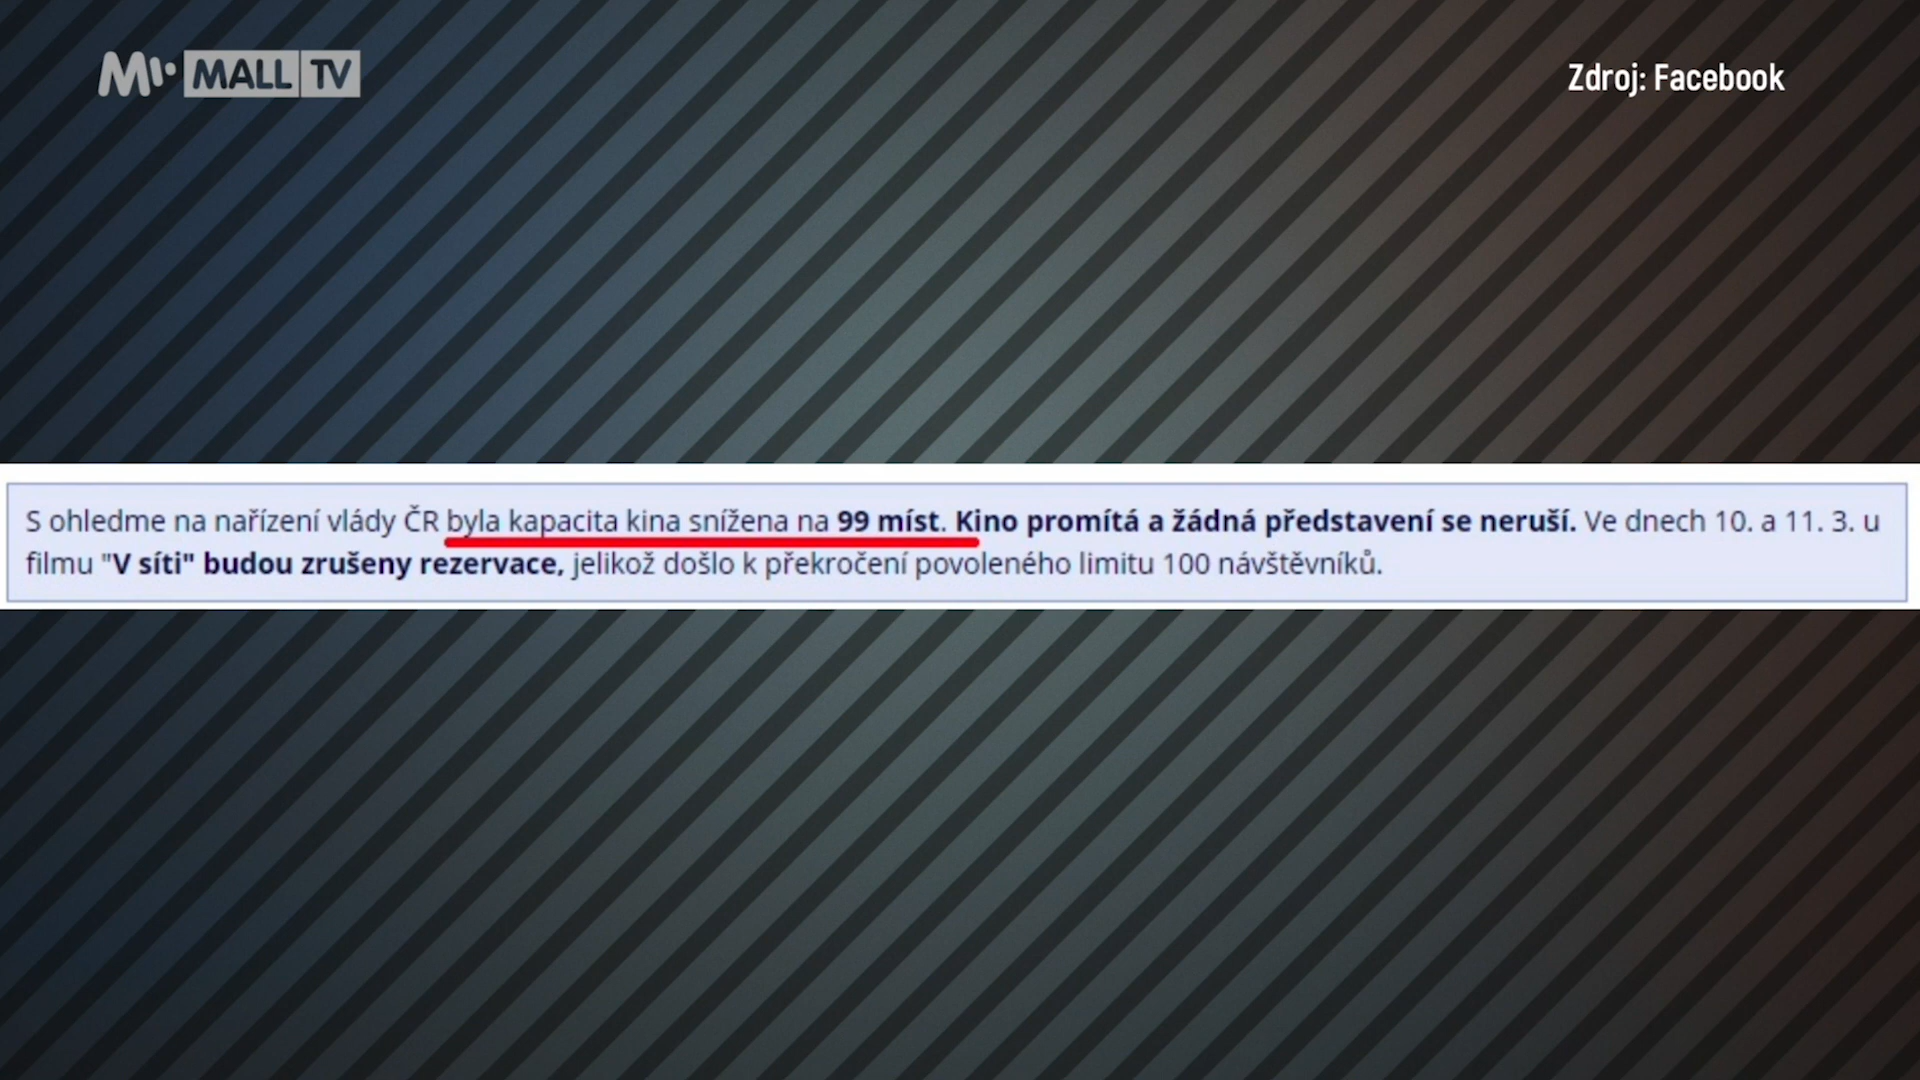 MALL TV
Zdroj: Facebook
S ohledme na nařízení vlády ČR byla kapacita kina snížena na 99 míst. Kino promítá a žádná představení se neruší. Ve dnech 10. a 11. 3. u
filmu "V síti" budou zrušeny rezervace, jelikož došlo k překročení povoleného limitu 100 návštěvníků.